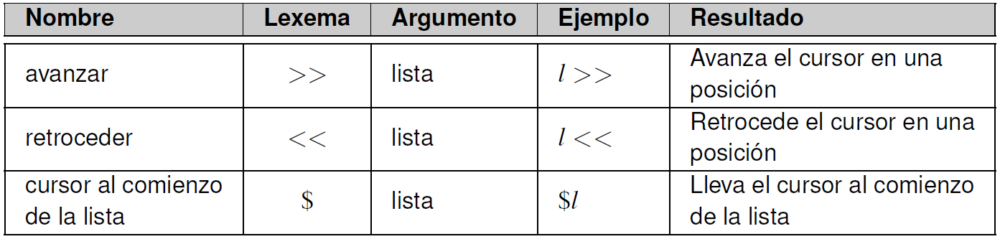 Nombre Lexema Argumento Ejemplo Resultado
avanzar >> lista l >> Avanza el cursor en una
posición
retroceder << lista l << Retrocede el cursor en una
posición
cursor al comienzo
de la lista $ lista $l Lleva el cursor al comienzo
de la lista